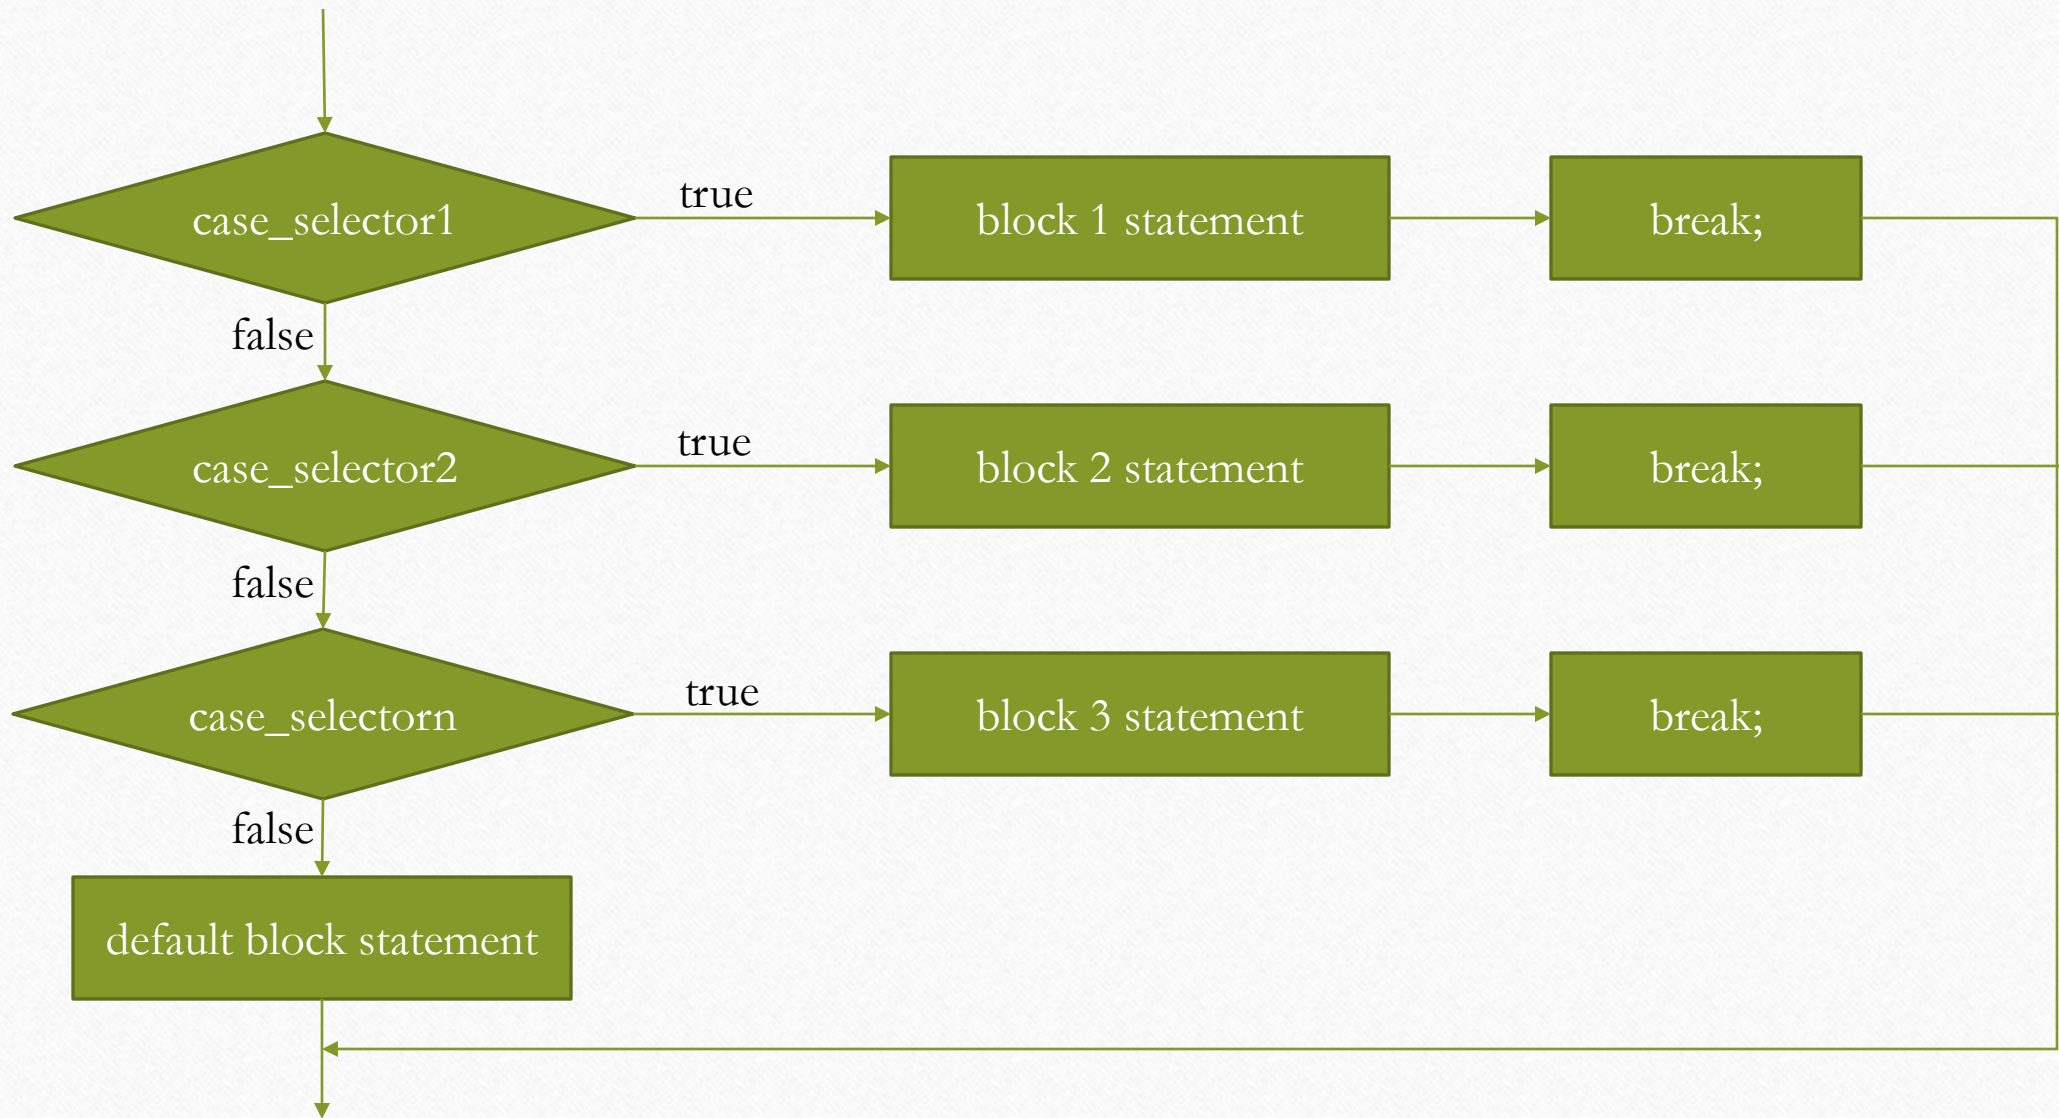 case_selector1
true
block 1 statement
break;
false
case_selector2
true
block 2 statement
break;
false
case_selectorn
true
block 3 statement
break;
false
default block statement